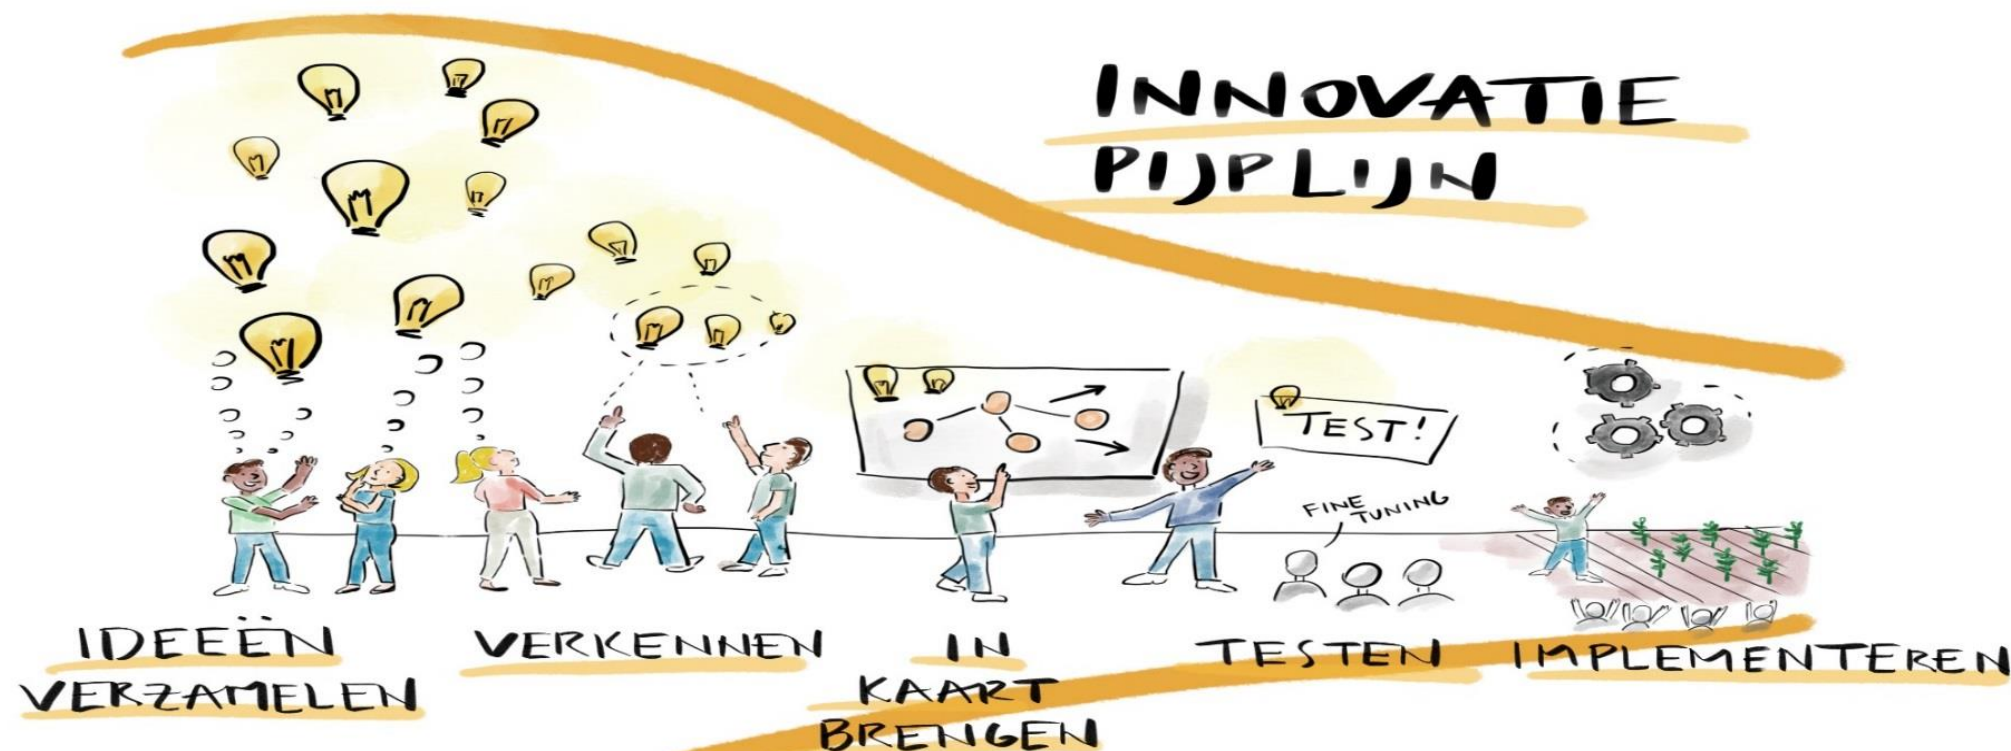 INNOVATIE
PIJPLIJN
TEST!
FINE
TUNING
IDEEËN
VERZAMELEN
VERKENNEN
IN
KAART
BRENGEN
TESTEN
IMPLEMENTEREN